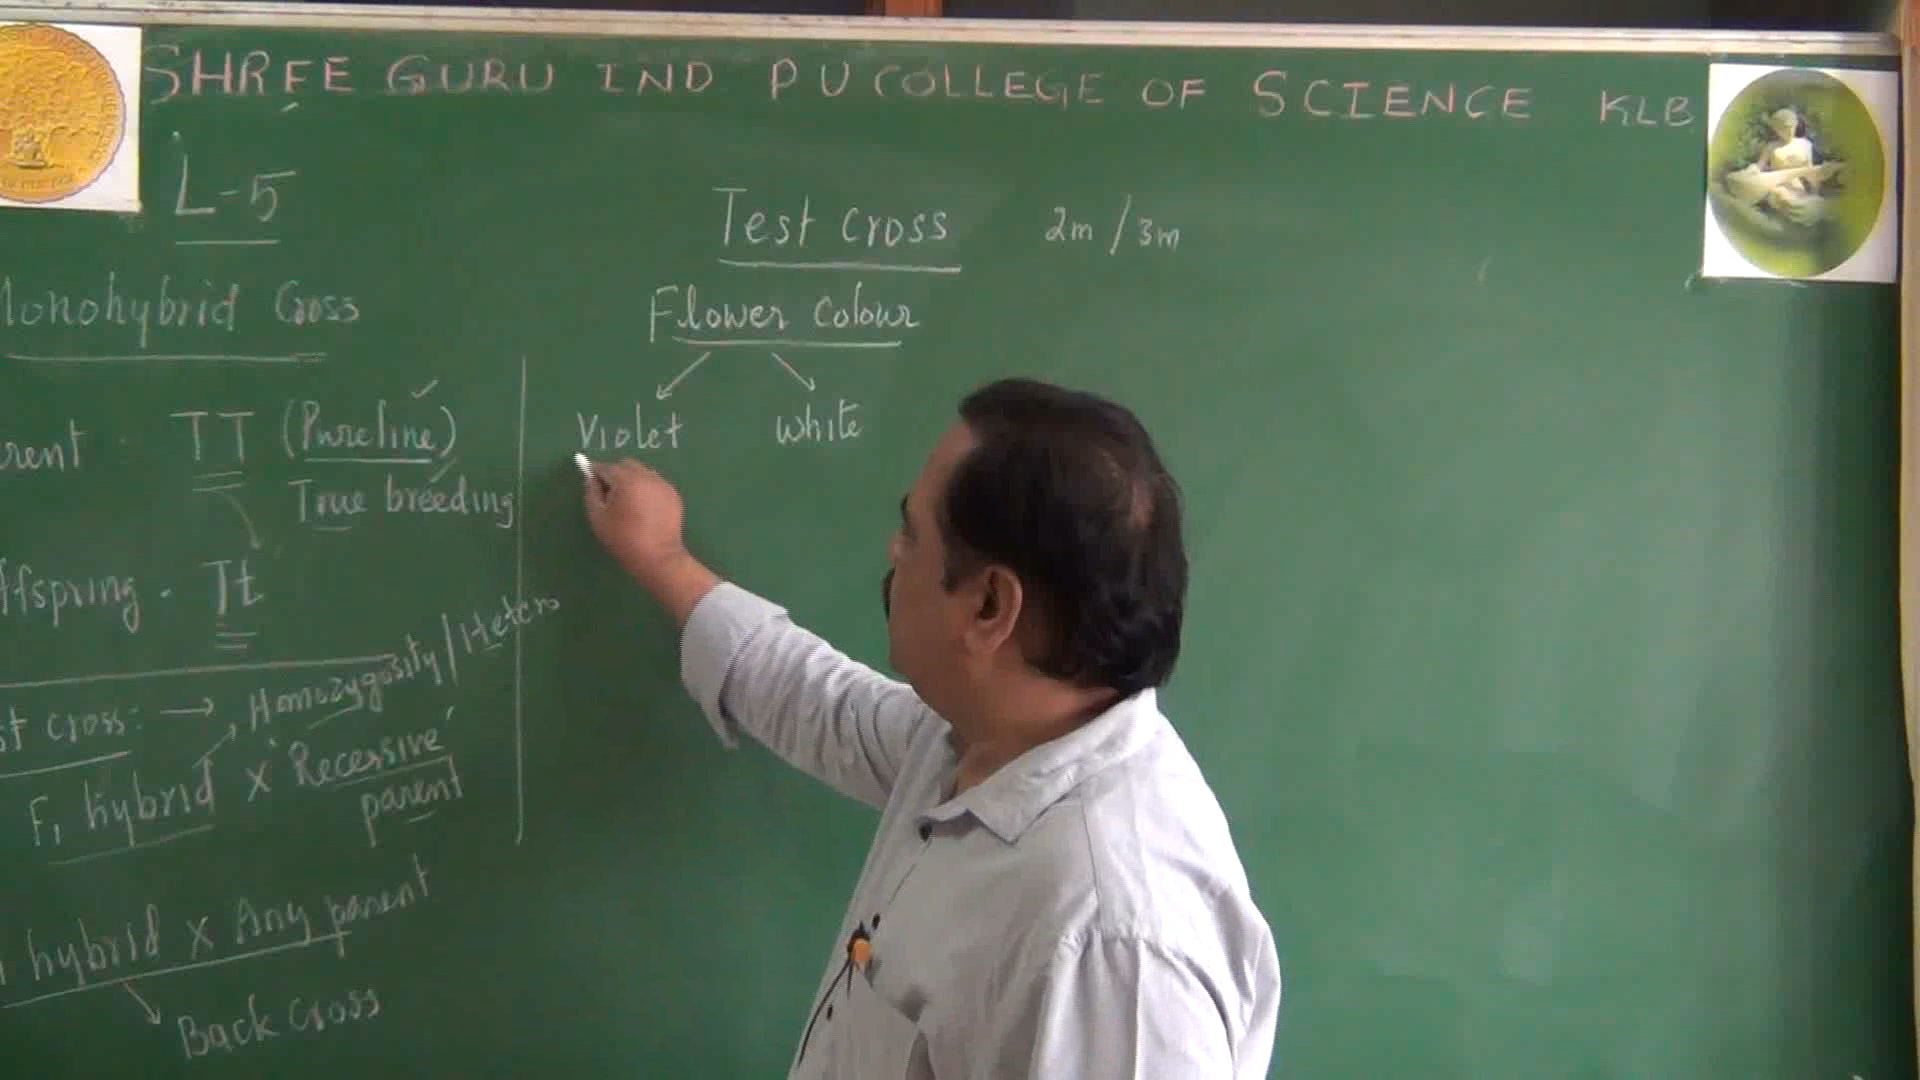 SHREE GURU IND PU COLLEGE OF SCIENCE KLB
L-5
Monohybrid Cross
rent - TT (Pureline)
True breeding
ffspring - Tt
st cross: → Homozygosity / Hetero
F1 hybrid x Recessive
parent
hybrid x Any parent
Back cross
Test cross 2m / 3m
Flower colour
Violet white